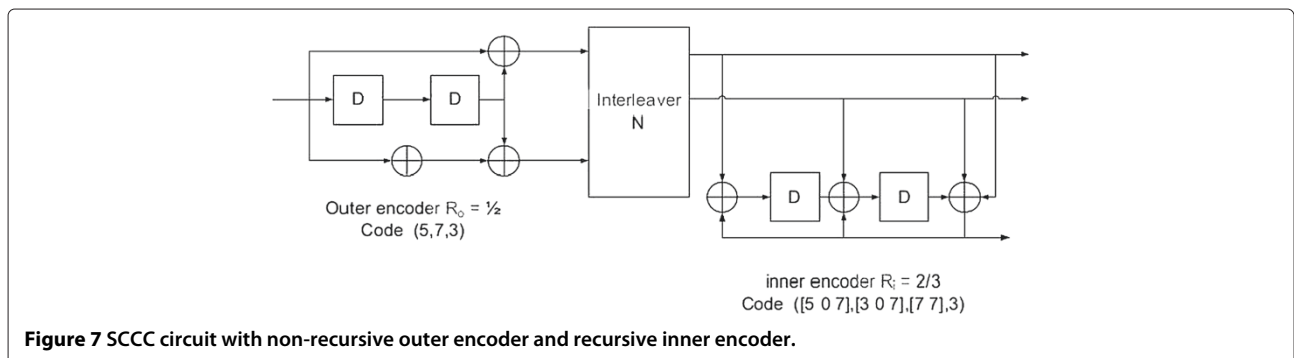 D
D
Interleaver
N
Outer encoder Rₒ = ½
Code (5,7,3)
D
D
inner encoder Rᵢ = 2/3
Code ([5 0 7],[3 0 7],[7 7],3)
Figure 7 SCCC circuit with non-recursive outer encoder and recursive inner encoder.